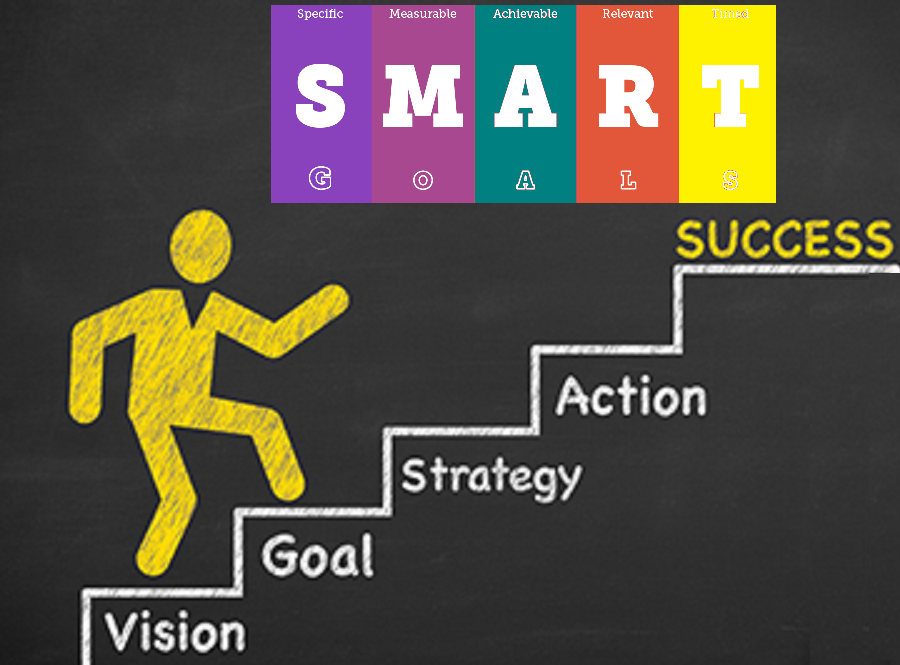 Specific Measurable Achievable Relevant Timed
S M A R T
G O A L S
SUCCESS
Action
Strategy
Goal
Vision